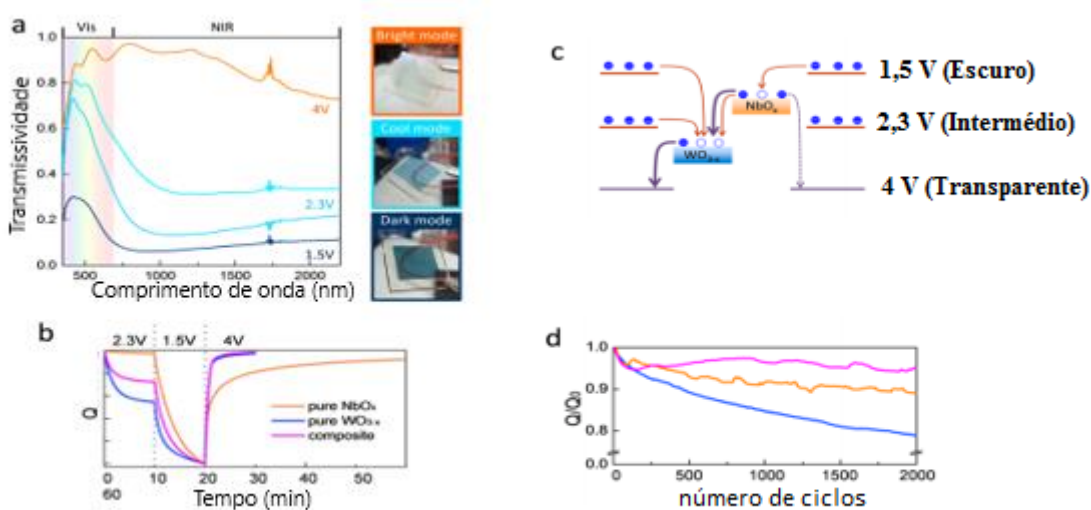 a
Vis
NIR
1.0
0.8
0.6
0.4
0.2
0.0
Transmissividade
4V
2.3V
1.5V
500
1000
1500
2000
Comprimento de onda (nm)
Bright mode
Cool mode
Dark mode
c
1,5 V (Escuro)
NbOₓ
2,3 V (Intermédio)
WO₃₋ₓ
4 V (Transparente)
b
2.3V
1.5V
4V
Q
pure NbOₓ
pure WO₃₋ₓ
composite
0 10 20 30 40 50
60
Tempo (min)
d
1.0
0.9
0.8
0.0
Q/Q₀
0 500 1000 1500 2000
número de ciclos